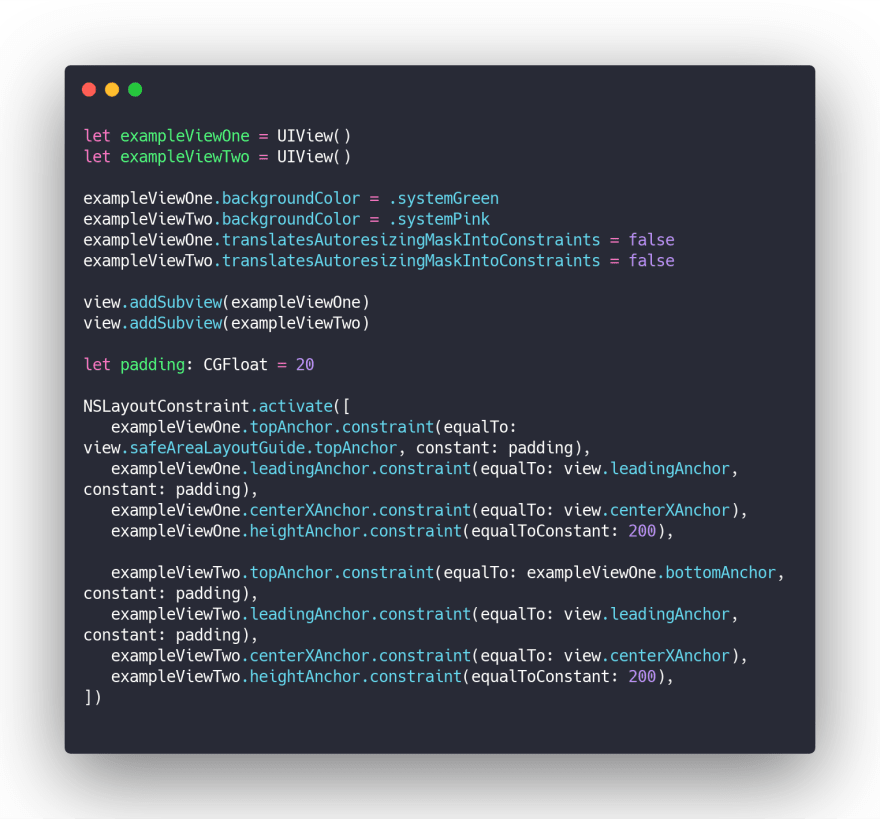 let exampleViewOne = UIView()
let exampleViewTwo = UIView()

exampleViewOne.backgroundColor = .systemGreen
exampleViewTwo.backgroundColor = .systemPink
exampleViewOne.translatesAutoresizingMaskIntoConstraints = false
exampleViewTwo.translatesAutoresizingMaskIntoConstraints = false

view.addSubview(exampleViewOne)
view.addSubview(exampleViewTwo)

let padding: CGFloat = 20

NSLayoutConstraint.activate([
   exampleViewOne.topAnchor.constraint(equalTo:
view.safeAreaLayoutGuide.topAnchor, constant: padding),
   exampleViewOne.leadingAnchor.constraint(equalTo: view.leadingAnchor,
constant: padding),
   exampleViewOne.centerXAnchor.constraint(equalTo: view.centerXAnchor),
   exampleViewOne.heightAnchor.constraint(equalToConstant: 200),

   exampleViewTwo.topAnchor.constraint(equalTo: exampleViewOne.bottomAnchor,
constant: padding),
   exampleViewTwo.leadingAnchor.constraint(equalTo: view.leadingAnchor,
constant: padding),
   exampleViewTwo.centerXAnchor.constraint(equalTo: view.centerXAnchor),
   exampleViewTwo.heightAnchor.constraint(equalToConstant: 200),
])